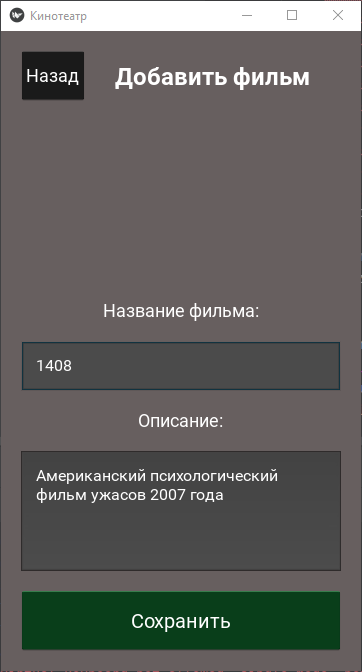 Кинотеатр
Назад
Добавить фильм
Название фильма:
1408
Описание:
Американский психологический
фильм ужасов 2007 года
Сохранить